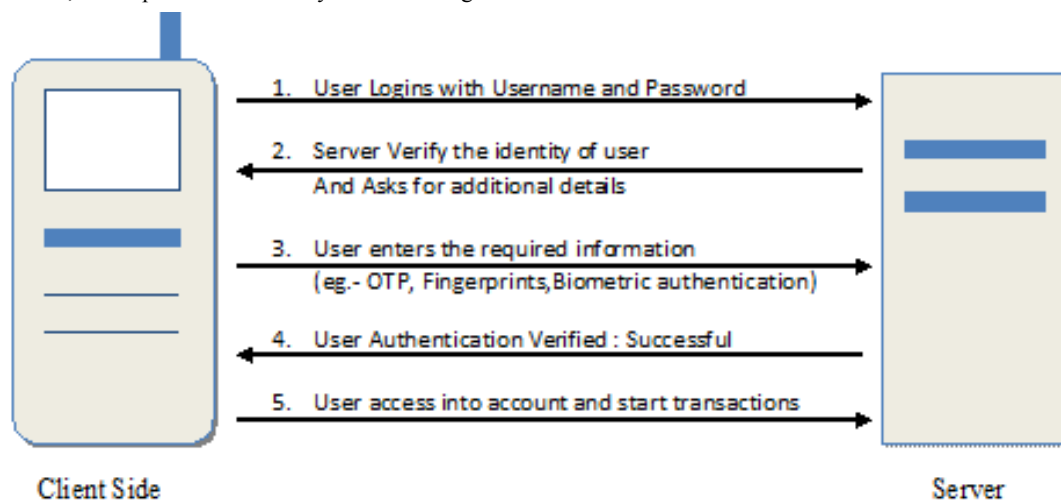 1. User Logins with Username and Password
2. Server Verify the identity of user
And Asks for additional details
3. User enters the required information
(eg.- OTP, Fingerprints,Biometric authentication)
4. User Authentication Verified : Successful
5. User access into account and start transactions
Client Side
Server